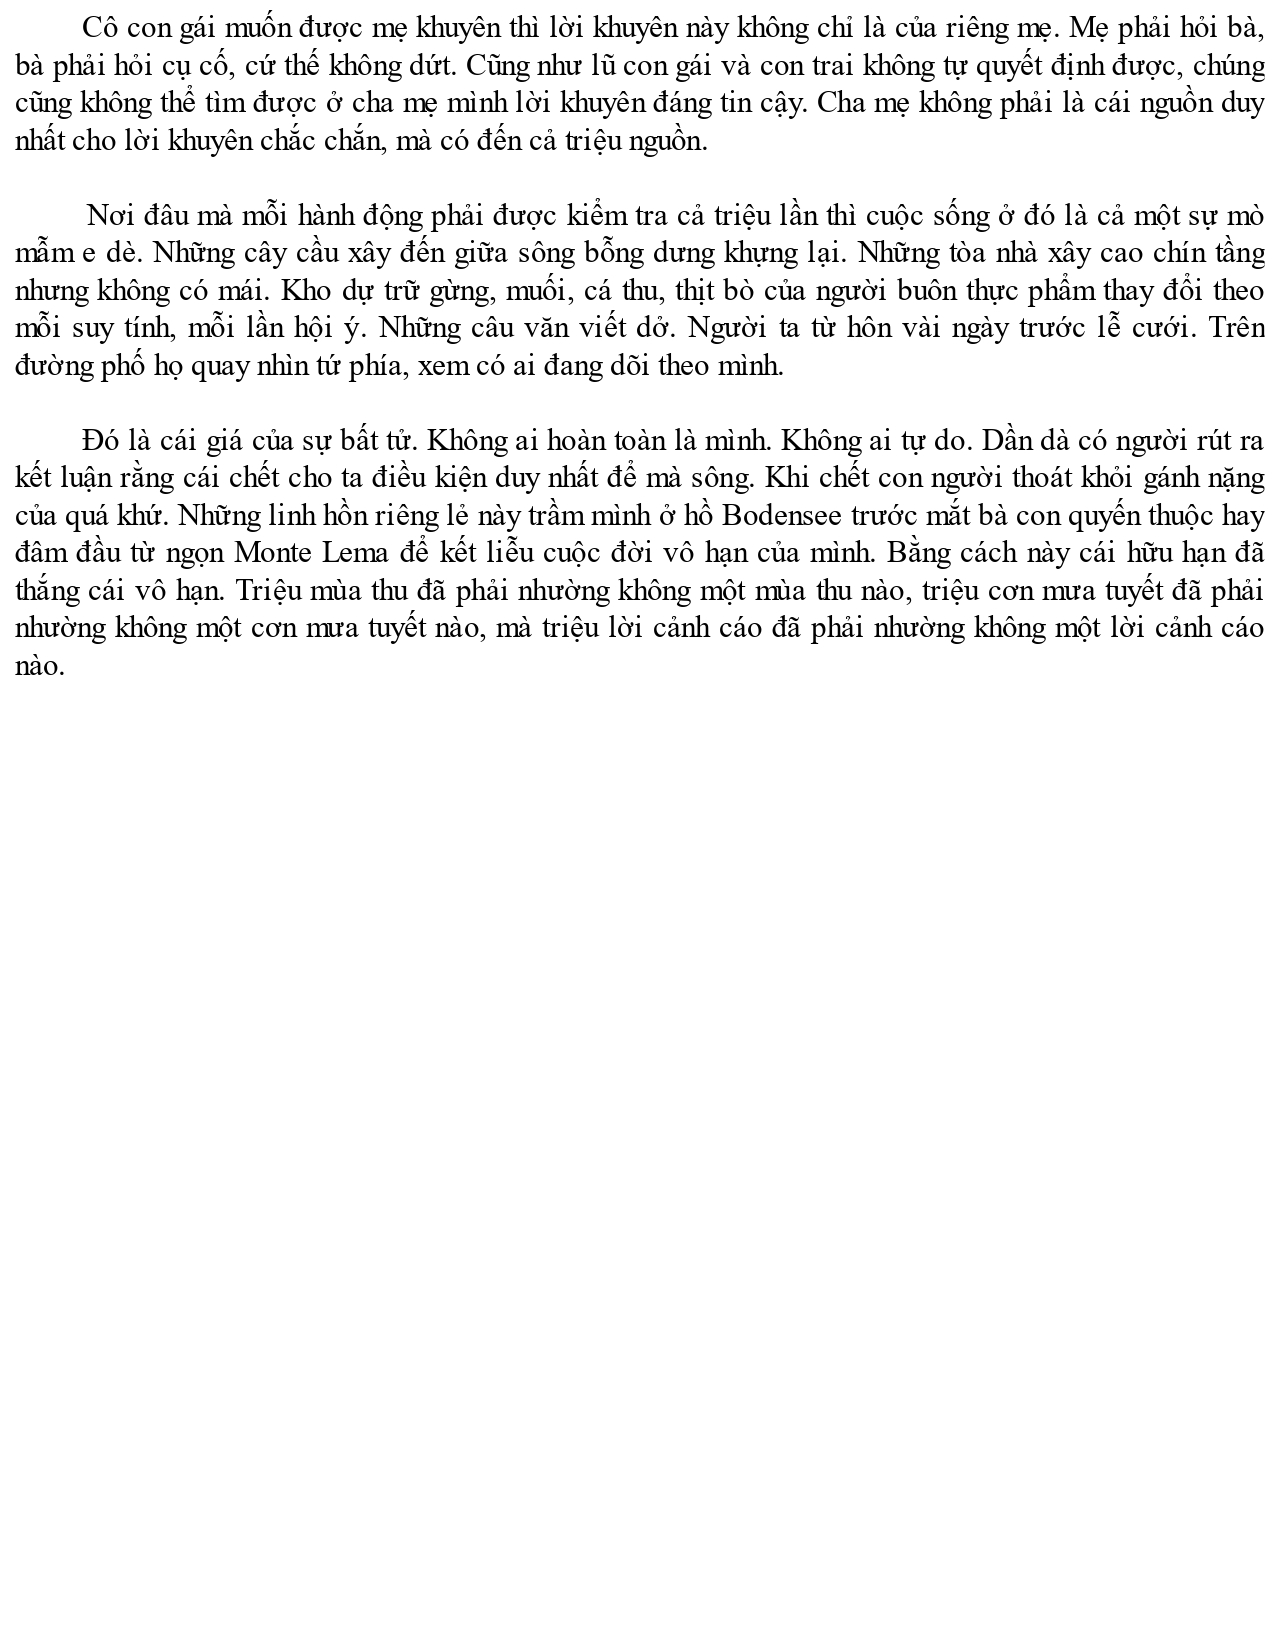 Cô con gái muốn được mẹ khuyên thì lời khuyên này không chỉ là của riêng mẹ. Mẹ phải hỏi bà,
bà phải hỏi cụ cố, cứ thế không dứt. Cũng như lũ con gái và con trai không tự quyết định được, chúng
cũng không thể tìm được ở cha mẹ mình lời khuyên đáng tin cậy. Cha mẹ không phải là cái nguồn duy
nhất cho lời khuyên chắc chắn, mà có đến cả triệu nguồn.
Nơi đâu mà mỗi hành động phải được kiểm tra cả triệu lần thì cuộc sống ở đó là cả một sự mò
mẫm e dè. Những cây cầu xây đến giữa sông bỗng dưng khựng lại. Những tòa nhà xây cao chín tầng
nhưng không có mái. Kho dự trữ gừng, muối, cá thu, thịt bò của người buôn thực phẩm thay đổi theo
mỗi suy tính, mỗi lần hội ý. Những câu văn viết dở. Người ta từ hôn vài ngày trước lễ cưới. Trên
đường phố họ quay nhìn tứ phía, xem có ai đang dõi theo mình.
Đó là cái giá của sự bất tử. Không ai hoàn toàn là mình. Không ai tự do. Dần dà có người rút ra
kết luận rằng cái chết cho ta điều kiện duy nhất để mà sông. Khi chết con người thoát khỏi gánh nặng
của quá khứ. Những linh hồn riêng lẻ này trầm mình ở hồ Bodensee trước mắt bà con quyến thuộc hay
đâm đầu từ ngọn Monte Lema để kết liễu cuộc đời vô hạn của mình. Bằng cách này cái hữu hạn đã
thắng cái vô hạn. Triệu mùa thu đã phải nhường không một mùa thu nào, triệu cơn mưa tuyết đã phải
nhường không một cơn mưa tuyết nào, mà triệu lời cảnh cáo đã phải nhường không một lời cảnh cáo
nào.